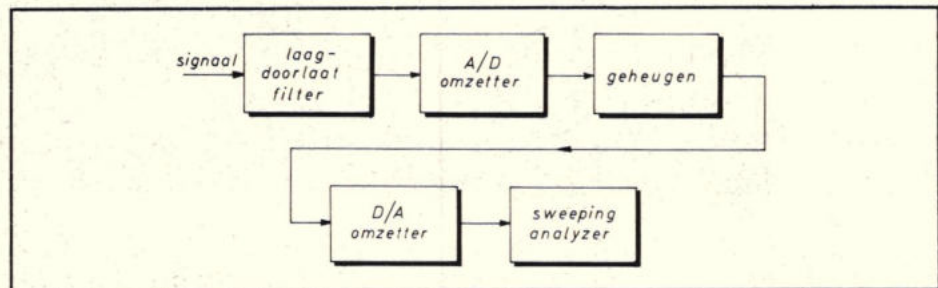 signaal
laag-
doorlaat
filter
A/D
omzetter
geheugen
D/A
omzetter
sweeping
analyzer